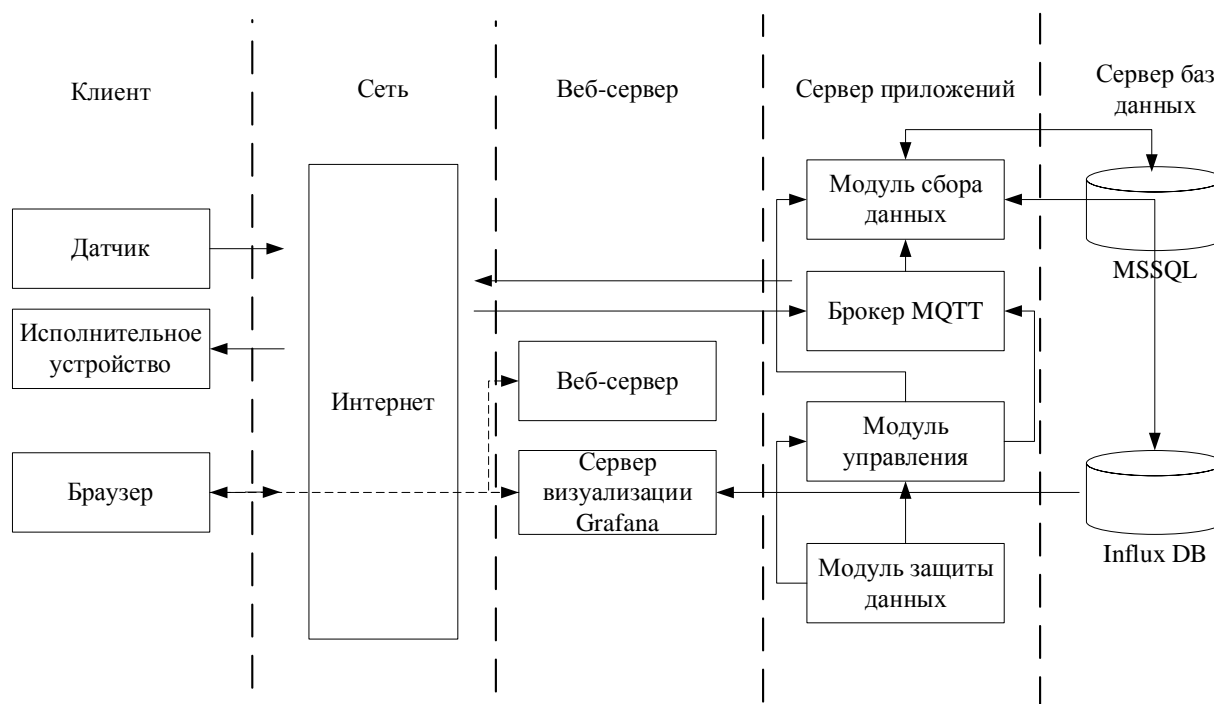 Клиент
Сеть
Веб-сервер
Сервер приложений
Сервер баз
данных
Датчик
Исполнительное
устройство
Браузер
Интернет
Веб-сервер
Сервер
визуализации
Grafana
Модуль сбора
данных
Брокер MQTT
Модуль
управления
Модуль защиты
данных
MSSQL
Influx DB